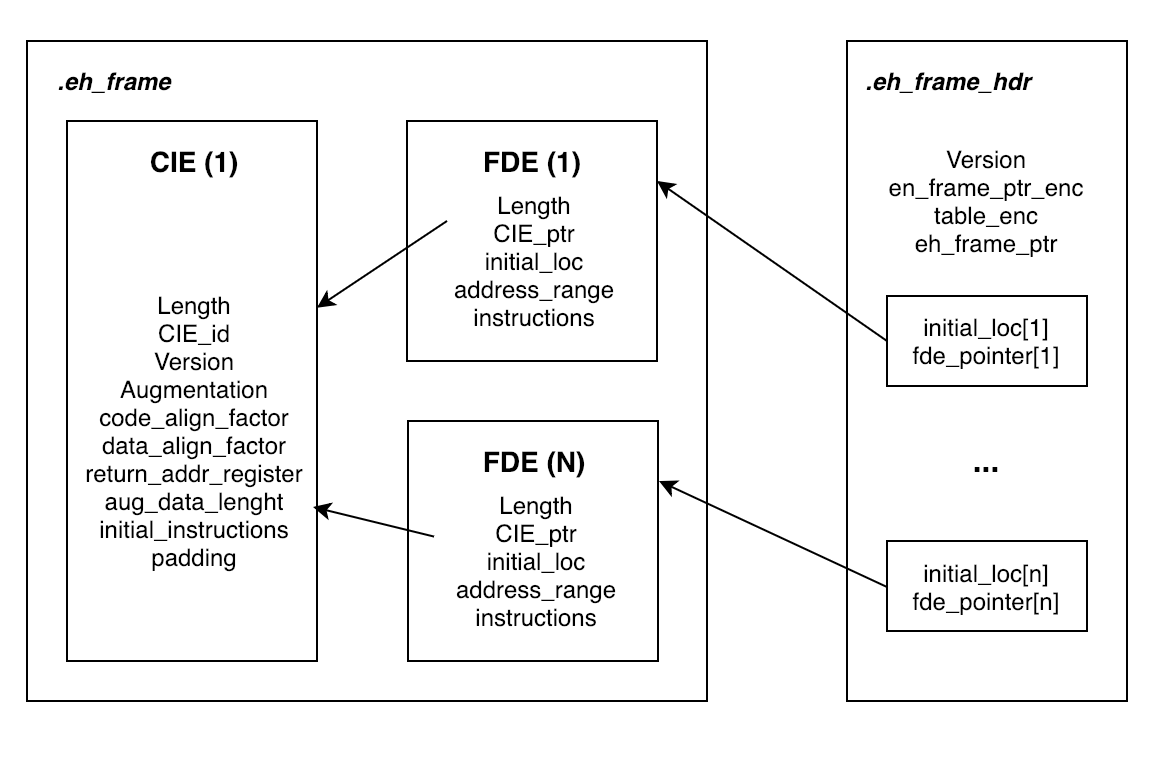 .eh_frame
CIE (1)
Length
CIE_id
Version
Augmentation
code_align_factor
data_align_factor
return_addr_register
aug_data_lenght
initial_instructions
padding
FDE (1)
Length
CIE_ptr
initial_loc
address_range
instructions
FDE (N)
Length
CIE_ptr
initial_loc
address_range
instructions
.eh_frame_hdr
Version
en_frame_ptr_enc
table_enc
eh_frame_ptr
initial_loc[1]
fde_pointer[1]
...
initial_loc[n]
fde_pointer[n]